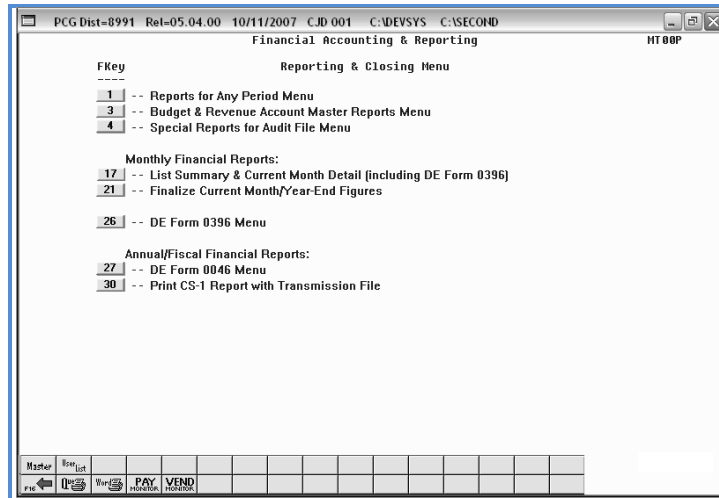 PCG Dist=8991 Rel=05.04.00 10/11/2007 CJD 001 C:\DEVSYS C:\SECOND
Financial Accounting & Reporting MT00P
FKey Reporting & Closing Menu
----
1 -- Reports for Any Period Menu
3 -- Budget & Revenue Account Master Reports Menu
4 -- Special Reports for Audit File Menu
Monthly Financial Reports:
17 -- List Summary & Current Month Detail (including DE Form 0396)
21 -- Finalize Current Month/Year-End Figures
26 -- DE Form 0396 Menu
Annual/Fiscal Financial Reports:
27 -- DE Form 0046 Menu
30 -- Print CS-1 Report with Transmission File
Master User List
F16 Que Word PAY MONITOR VEND MONITOR